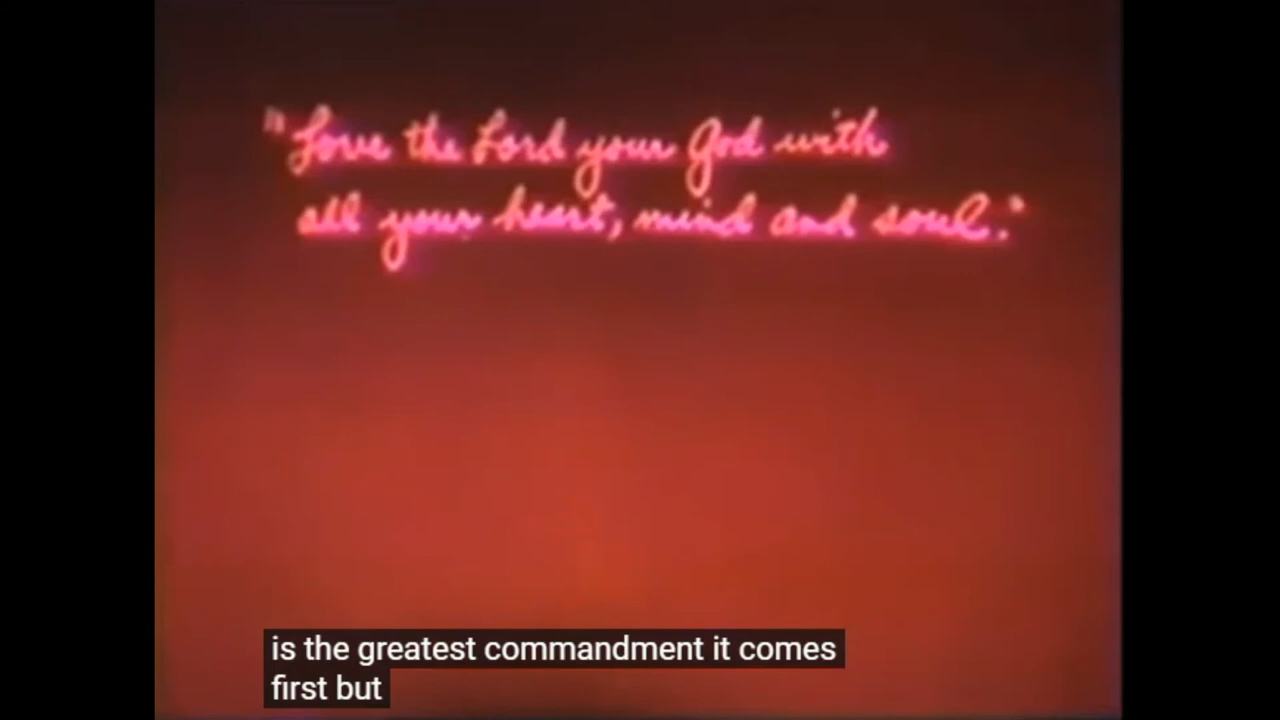 "Love the Lord your God with
all your heart, mind and soul."
is the greatest commandment it comes
first but